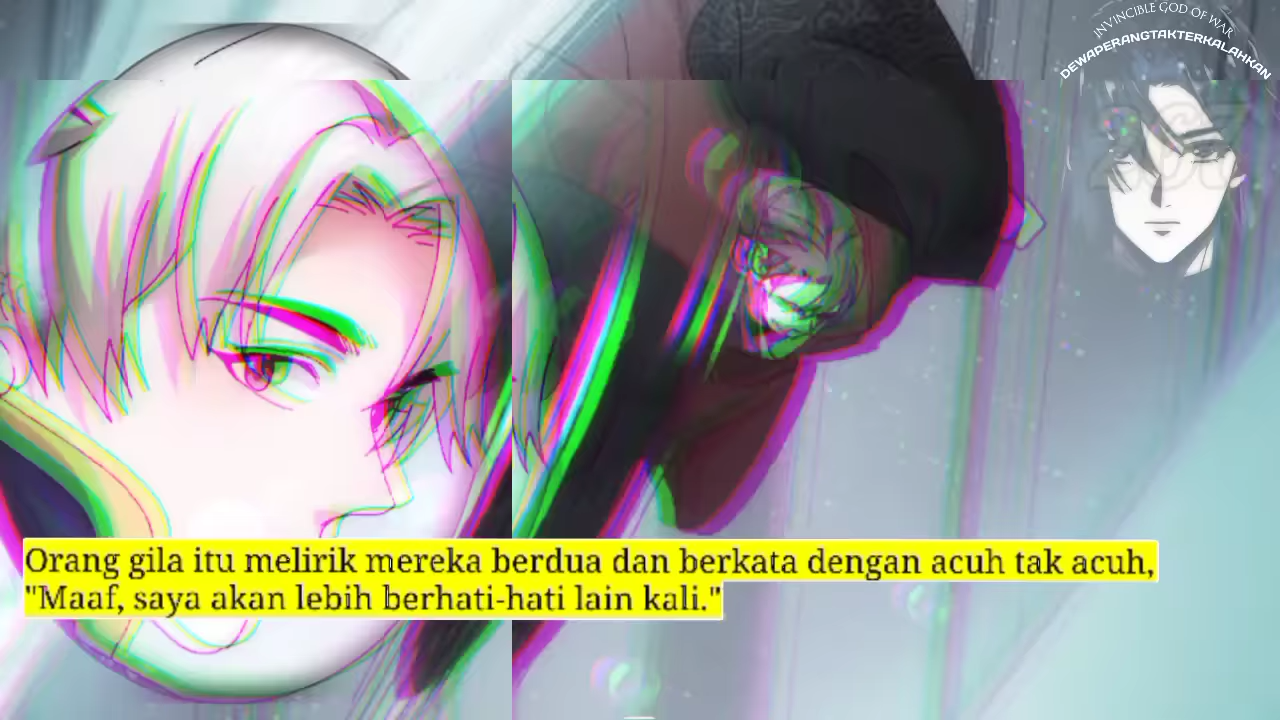 INVINCIBLE GOD OF WAR
DEWAPERANGTAKTERKALAHKAN
Orang gila itu melirik mereka berdua dan berkata dengan acuh tak acuh,
"Maaf, saya akan lebih berhati-hati lain kali."